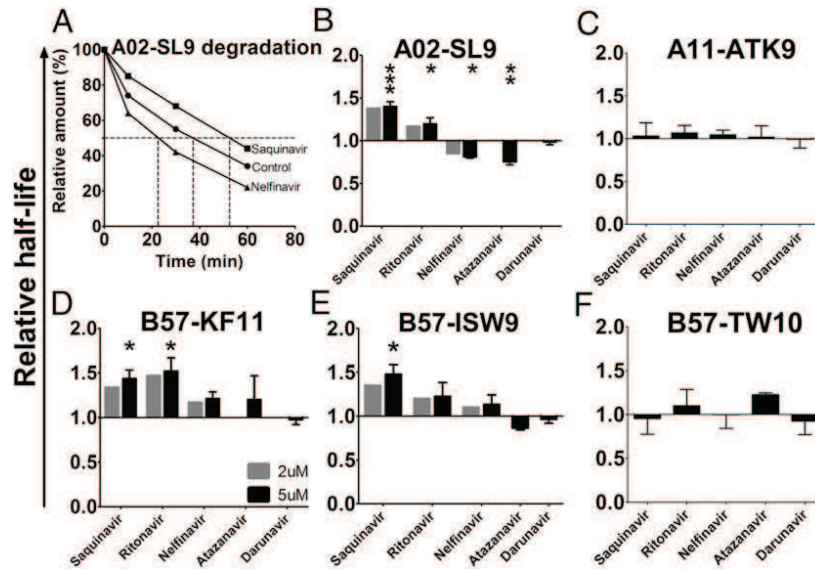 Relative half-life
A
A02-SL9 degradation
Relative amount (%)
100
80
60
40
20
0
Saquinavir
Control
Nelfinavir
0 20 40 60 80
Time (min)
B
A02-SL9
*** * * **
2.0
1.5
1.0
0.5
0.0
Saquinavir
Ritonavir
Nelfinavir
Atazanavir
Darunavir
C
A11-ATK9
2.0
1.5
1.0
0.5
0.0
Saquinavir
Ritonavir
Nelfinavir
Atazanavir
Darunavir
D
B57-KF11
* *
2.0
1.5
1.0
0.5
0.0
2uM
5uM
Saquinavir
Ritonavir
Nelfinavir
Atazanavir
Darunavir
E
B57-ISW9
*
2.0
1.5
1.0
0.5
0.0
Saquinavir
Ritonavir
Nelfinavir
Atazanavir
Darunavir
F
B57-TW10
2.0
1.5
1.0
0.5
0.0
Saquinavir
Ritonavir
Nelfinavir
Atazanavir
Darunavir